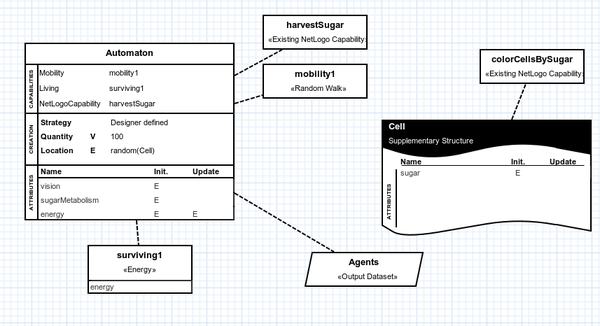 harvestSugar
«Existing NetLogo Capability
mobility1
«Random Walk»
colorCellsBySugar
«Existing NetLogo Capability
Automaton
CAPABILITIES
Mobility mobility1
Living surviving1
NetLogoCapability harvestSugar
CREATION
Strategy Designer defined
Quantity V 100
Location E random(Cell)
ATTRIBUTES
Name Init. Update
vision E
sugarMetabolism E
energy E E
Cell
Supplementary Structure
ATTRIBUTES
Name Init. Update
sugar E
surviving1
«Energy»
energy
Agents
«Output Dataset»